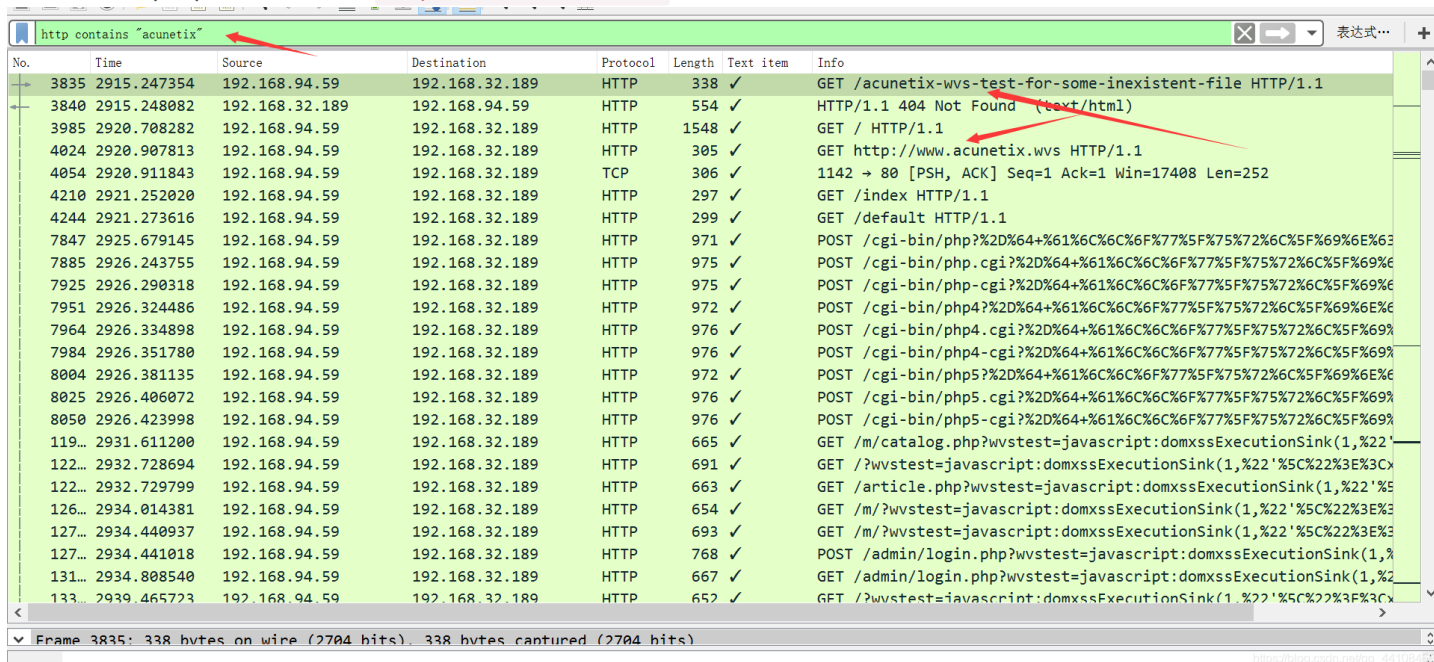 http contains "acunetix" 表达式…
No. Time Source Destination Protocol Length Text item Info
3835 2915.247354 192.168.94.59 192.168.32.189 HTTP 338 ✓ GET /acunetix-wvs-test-for-some-inexistent-file HTTP/1.1
3840 2915.248082 192.168.32.189 192.168.94.59 HTTP 554 ✓ HTTP/1.1 404 Not Found (text/html)
3985 2920.708282 192.168.94.59 192.168.32.189 HTTP 1548 ✓ GET / HTTP/1.1
4024 2920.907813 192.168.94.59 192.168.32.189 HTTP 305 ✓ GET http://www.acunetix.wvs HTTP/1.1
4054 2920.911843 192.168.94.59 192.168.32.189 TCP 306 ✓ 1142 → 80 [PSH, ACK] Seq=1 Ack=1 Win=17408 Len=252
4210 2921.252020 192.168.94.59 192.168.32.189 HTTP 297 ✓ GET /index HTTP/1.1
4244 2921.273616 192.168.94.59 192.168.32.189 HTTP 299 ✓ GET /default HTTP/1.1
7847 2925.679145 192.168.94.59 192.168.32.189 HTTP 971 ✓ POST /cgi-bin/php?%2D%64+%61%6C%6C%6F%77%5F%75%72%6C%5F%69%6E%63
7885 2926.243755 192.168.94.59 192.168.32.189 HTTP 975 ✓ POST /cgi-bin/php.cgi?%2D%64+%61%6C%6C%6F%77%5F%75%72%6C%5F%69%6
7925 2926.290318 192.168.94.59 192.168.32.189 HTTP 975 ✓ POST /cgi-bin/php-cgi?%2D%64+%61%6C%6C%6F%77%5F%75%72%6C%5F%69%6
7951 2926.324486 192.168.94.59 192.168.32.189 HTTP 972 ✓ POST /cgi-bin/php4?%2D%64+%61%6C%6C%6F%77%5F%75%72%6C%5F%69%6E%6
7964 2926.334898 192.168.94.59 192.168.32.189 HTTP 976 ✓ POST /cgi-bin/php4.cgi?%2D%64+%61%6C%6C%6F%77%5F%75%72%6C%5F%69%
7984 2926.351780 192.168.94.59 192.168.32.189 HTTP 976 ✓ POST /cgi-bin/php4-cgi?%2D%64+%61%6C%6C%6F%77%5F%75%72%6C%5F%69%
8004 2926.381135 192.168.94.59 192.168.32.189 HTTP 972 ✓ POST /cgi-bin/php5?%2D%64+%61%6C%6C%6F%77%5F%75%72%6C%5F%69%6E%6
8025 2926.406072 192.168.94.59 192.168.32.189 HTTP 976 ✓ POST /cgi-bin/php5.cgi?%2D%64+%61%6C%6C%6F%77%5F%75%72%6C%5F%69%
8050 2926.423998 192.168.94.59 192.168.32.189 HTTP 976 ✓ POST /cgi-bin/php5-cgi?%2D%64+%61%6C%6C%6F%77%5F%75%72%6C%5F%69%
119… 2931.611200 192.168.94.59 192.168.32.189 HTTP 665 ✓ GET /m/catalog.php?wvstest=javascript:domxssExecutionSink(1,%22'
122… 2932.728694 192.168.94.59 192.168.32.189 HTTP 691 ✓ GET /?wvstest=javascript:domxssExecutionSink(1,%22'%5C%22%3E%3Cx
122… 2932.729799 192.168.94.59 192.168.32.189 HTTP 663 ✓ GET /article.php?wvstest=javascript:domxssExecutionSink(1,%22'%5
126… 2934.014381 192.168.94.59 192.168.32.189 HTTP 654 ✓ GET /m/?wvstest=javascript:domxssExecutionSink(1,%22'%5C%22%3E%3
127… 2934.440937 192.168.94.59 192.168.32.189 HTTP 693 ✓ GET /m/?wvstest=javascript:domxssExecutionSink(1,%22'%5C%22%3E%3
127… 2934.441018 192.168.94.59 192.168.32.189 HTTP 768 ✓ POST /admin/login.php?wvstest=javascript:domxssExecutionSink(1,%
131… 2934.808540 192.168.94.59 192.168.32.189 HTTP 667 ✓ GET /admin/login.php?wvstest=javascript:domxssExecutionSink(1,%2
133… 2939.465723 192.168.94.59 192.168.32.189 HTTP 652 ✓ GET /?wvstest=javascript:domxssExecutionSink(1,%22'%5C%22%3E%3Cx
Frame 3835: 338 bytes on wire (2704 bits), 338 bytes captured (2704 bits)